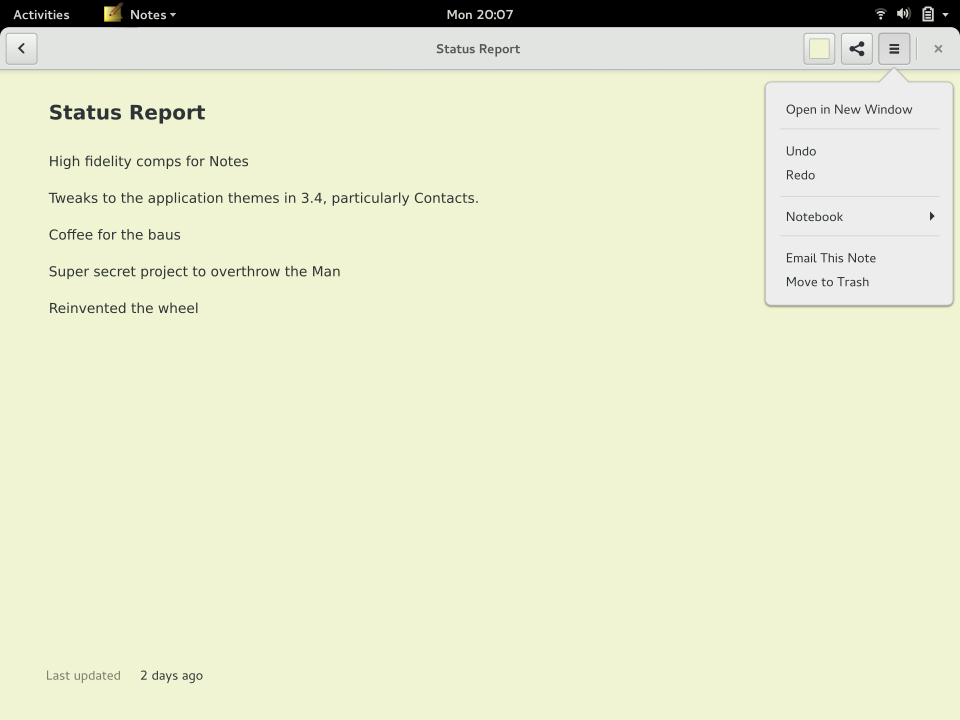 Activities Notes Mon 20:07
Status Report
Open in New Window
Undo
Redo
Notebook
Email This Note
Move to Trash
Status Report
High fidelity comps for Notes
Tweaks to the application themes in 3.4, particularly Contacts.
Coffee for the baus
Super secret project to overthrow the Man
Reinvented the wheel
Last updated 2 days ago